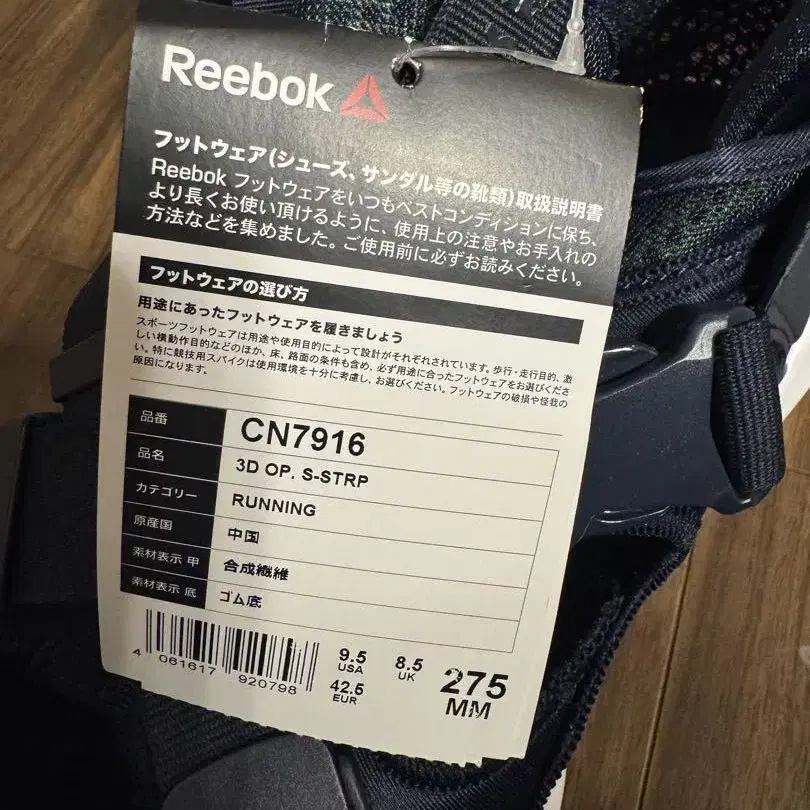 Reebok
フットウェア(シューズ、サンダル等の靴類)取扱説明書
Reebok フットウェアをいつもベストコンディションに保ち、
より長くお使い頂けるように、使用上の注意やお手入れの
方法などを集めました。ご使用前に必ずお読みください。
フットウェアの選び方
用途にあったフットウェアを履きましょう
スポーツフットウェアは用途や使用目的によって設計がそれぞれされています。歩行・走行目的、激
しい横動作目的などのほか、床、路面の条件も含め、必ず用途に合ったフットウェアをお選びくださ
い。特に競技用スパイクは使用環境を十分に考慮し、お選びください。フットウェアの破損や怪我の
原因になります。
品番 CN7916
品名 3D OP. S-STRP
カテゴリー RUNNING
原産国 中国
素材表示 甲 合成繊維
素材表示 底 ゴム底
4 061617 920798
9.5 USA 8.5 UK
42.5 EUR
275 MM